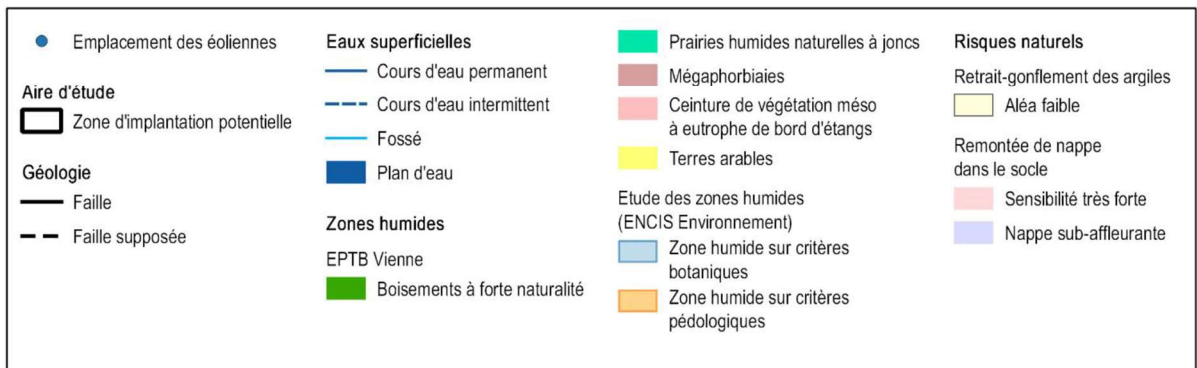 Emplacement des éoliennes
Aire d'étude
Zone d'implantation potentielle
Géologie
Faille
Faille supposée
Eaux superficielles
Cours d'eau permanent
Cours d'eau intermittent
Fossé
Plan d'eau
Zones humides
EPTB Vienne
Boisements à forte naturalité
Prairies humides naturelles à joncs
Mégaphorbiaies
Ceinture de végétation méso
à eutrophe de bord d'étangs
Terres arables
Etude des zones humides
(ENCIS Environnement)
Zone humide sur critères
botaniques
Zone humide sur critères
pédologiques
Risques naturels
Retrait-gonflement des argiles
Aléa faible
Remontée de nappe
dans le socle
Sensibilité très forte
Nappe sub-affleurante